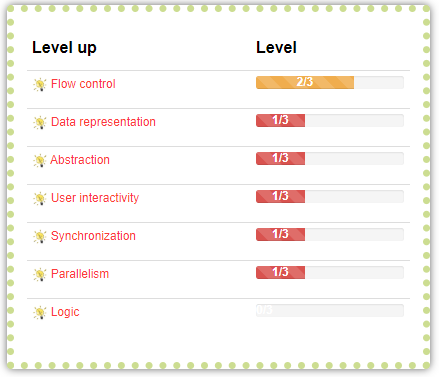 Level up Level
Flow control 2/3
Data representation 1/3
Abstraction 1/3
User interactivity 1/3
Synchronization 1/3
Parallelism 1/3
Logic 0/3